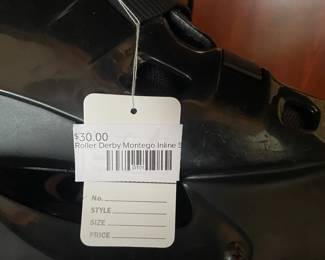 $30.00
Roller Derby Montego Inline S
No.
STYLE
SIZE
PRICE